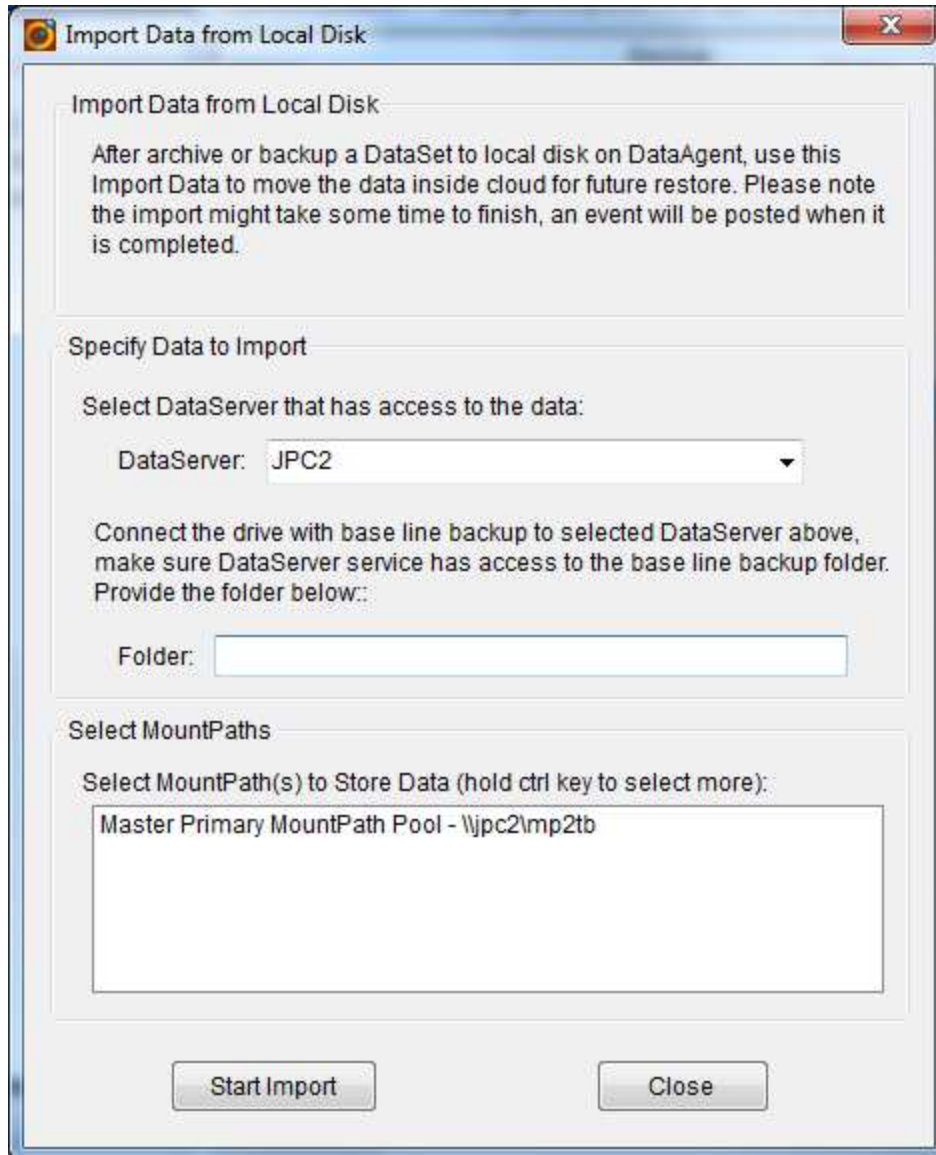 Import Data from Local Disk
Import Data from Local Disk
After archive or backup a DataSet to local disk on DataAgent, use this
Import Data to move the data inside cloud for future restore. Please note
the import might take some time to finish, an event will be posted when it
is completed.
Specify Data to Import
Select DataServer that has access to the data:
DataServer: JPC2
Connect the drive with base line backup to selected DataServer above,
make sure DataServer service has access to the base line backup folder.
Provide the folder below::
Folder:
Select MountPaths
Select MountPath(s) to Store Data (hold ctrl key to select more):
Master Primary MountPath Pool - \\jpc2\mp2tb
Start Import
Close